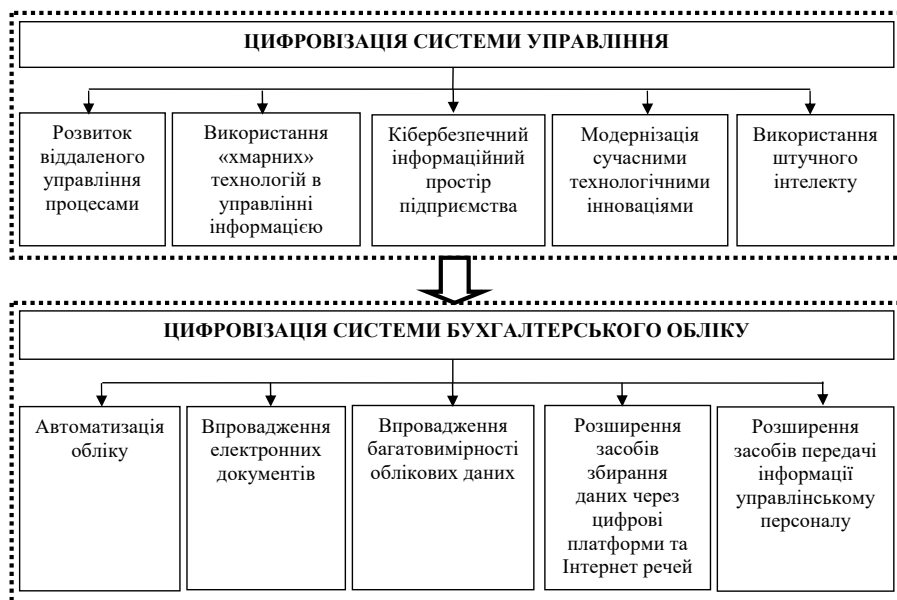 ЦИФРОВІЗАЦІЯ СИСТЕМИ УПРАВЛІННЯ
Розвиток
віддаленого
управління
процесами
Використання
«хмарних»
технологій в
управлінні
інформацією
Кібербезпечний
інформаційний
простір
підприємства
Модернізація
сучасними
технологічними
інноваціями
Використання
штучного
інтелекту
ЦИФРОВІЗАЦІЯ СИСТЕМИ БУХГАЛТЕРСЬКОГО ОБЛІКУ
Автоматизація
обліку
Впровадження
електронних
документів
Впровадження
багатовимірності
облікових даних
Розширення
засобів
збирання
даних через
цифрові
платформи та
Інтернет речей
Розширення
засобів передачі
інформації
управлінському
персоналу